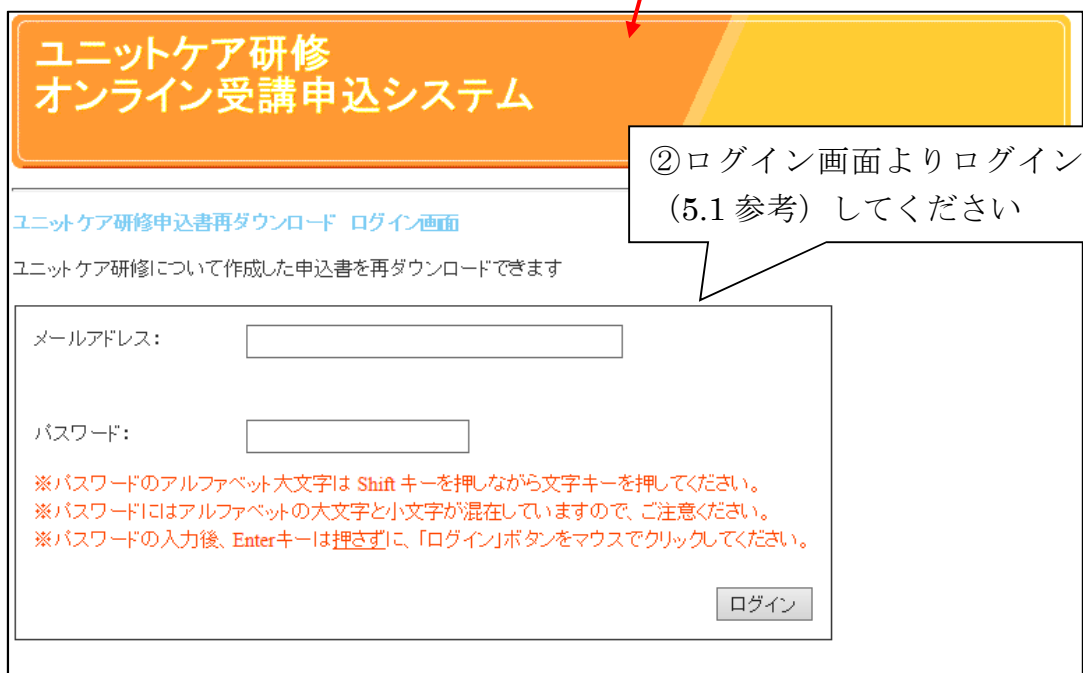 ユニットケア研修
オンライン受講申込システム
②ログイン画面よりログイン
（5.1 参考）してください
ユニットケア研修申込書再ダウンロード ログイン画面
ユニットケア研修について作成した申込書を再ダウンロードできます
メールアドレス：
パスワード：
※パスワードのアルファベット大文字は Shift キーを押しながら文字キーを押してください。
※パスワードにはアルファベットの大文字と小文字が混在していますので、ご注意ください。
※パスワードの入力後、Enterキーは押さずに、「ログイン」ボタンをマウスでクリックしてください。
ログイン